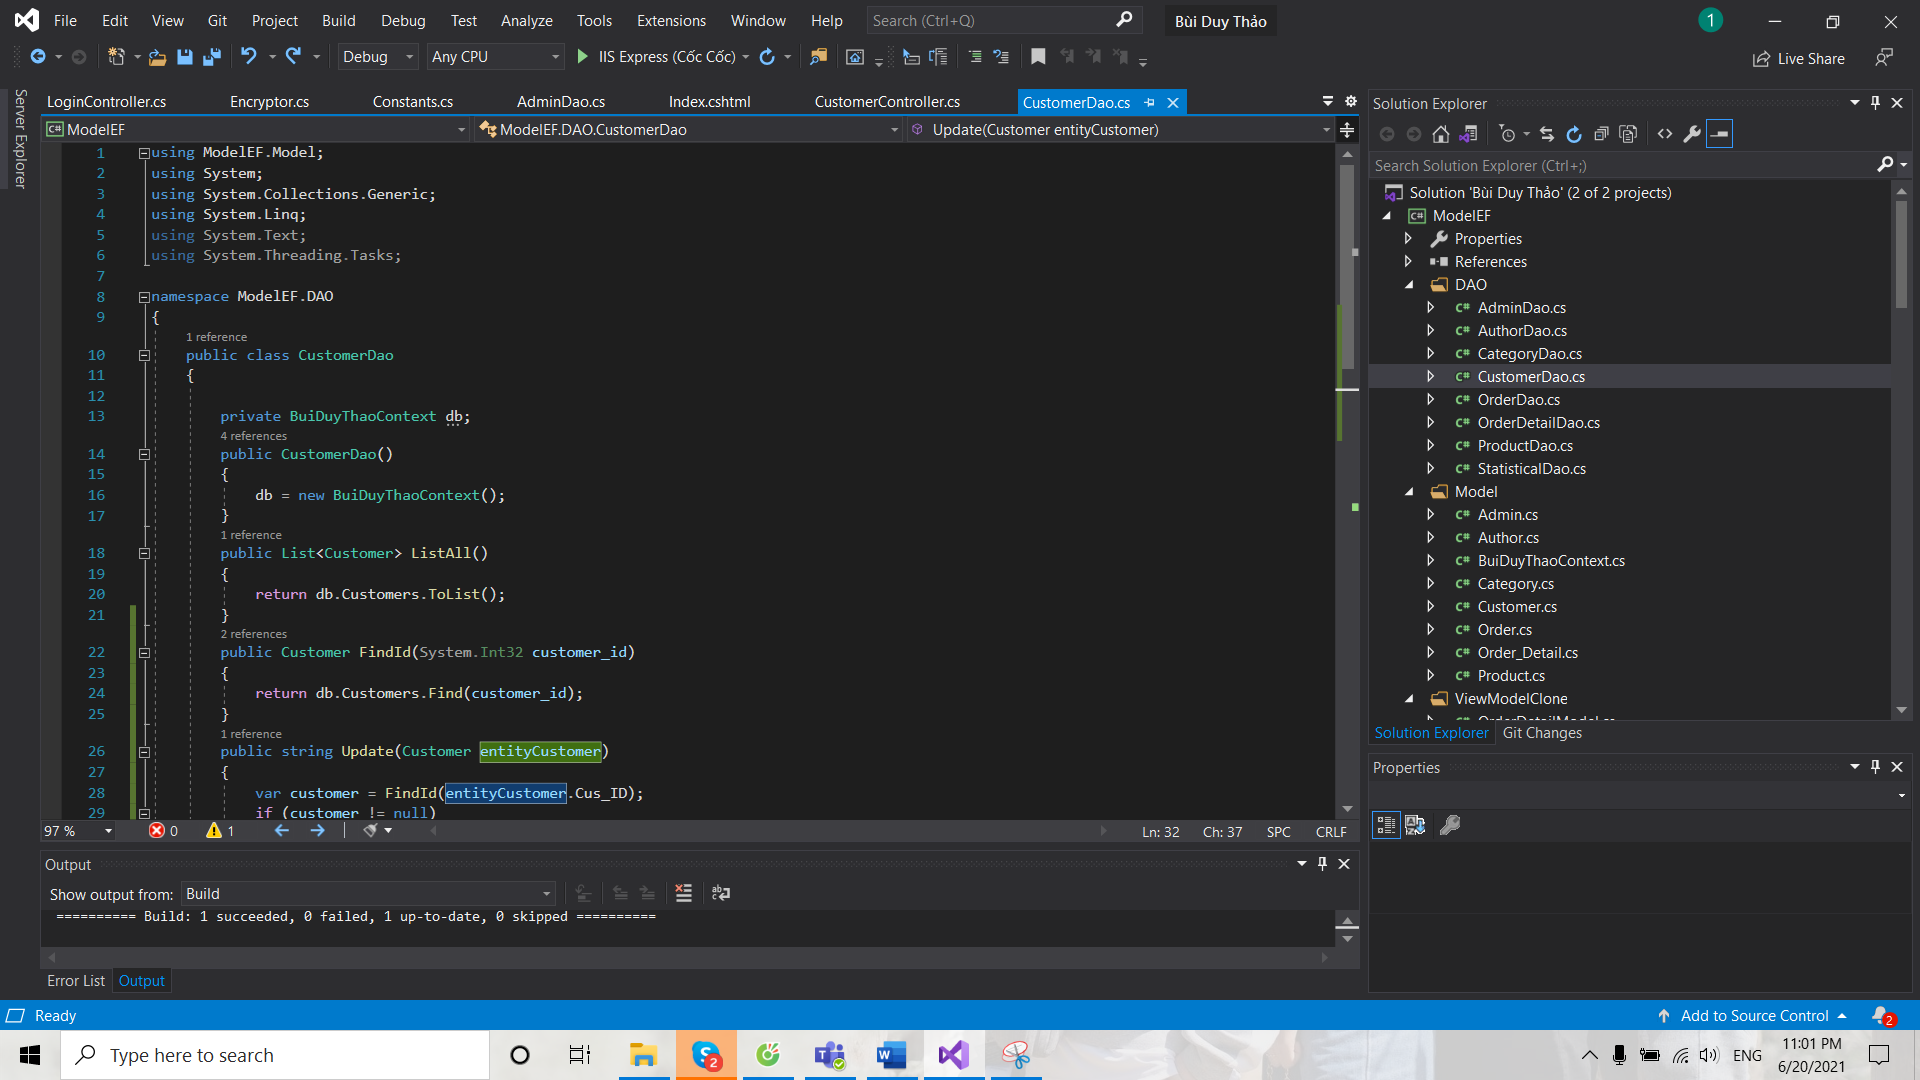 File Edit View Git Project Build Debug Test Analyze Tools Extensions Window Help Search (Ctrl+Q) Bùi Duy Thảo 1
Debug Any CPU IIS Express (Cốc Cốc) Live Share
Server Explorer
LoginController.cs Encryptor.cs Constants.cs AdminDao.cs Index.cshtml CustomerController.cs CustomerDao.cs
ModelEF ModelEF.DAO.CustomerDao Update(Customer entityCustomer)
1 using ModelEF.Model;
2 using System;
3 using System.Collections.Generic;
4 using System.Linq;
5 using System.Text;
6 using System.Threading.Tasks;
7
8 namespace ModelEF.DAO
9 {
1 reference
10 public class CustomerDao
11 {
12
13 private BuiDuyThaoContext db;
4 references
14 public CustomerDao()
15 {
16 db = new BuiDuyThaoContext();
17 }
1 reference
18 public List<Customer> ListAll()
19 {
20 return db.Customers.ToList();
21 }
2 references
22 public Customer FindId(System.Int32 customer_id)
23 {
24 return db.Customers.Find(customer_id);
25 }
1 reference
26 public string Update(Customer entityCustomer)
27 {
28 var customer = FindId(entityCustomer.Cus_ID);
29 if (customer != null)
97 % 0 1 Ln: 32 Ch: 37 SPC CRLF
Output
Show output from: Build
========== Build: 1 succeeded, 0 failed, 1 up-to-date, 0 skipped ==========
Error List Output
Solution Explorer
Search Solution Explorer (Ctrl+;)
Solution 'Bùi Duy Thảo' (2 of 2 projects)
ModelEF
Properties
References
DAO
AdminDao.cs
AuthorDao.cs
CategoryDao.cs
CustomerDao.cs
OrderDao.cs
OrderDetailDao.cs
ProductDao.cs
StatisticalDao.cs
Model
Admin.cs
Author.cs
BuiDuyThaoContext.cs
Category.cs
Customer.cs
Order.cs
Order_Detail.cs
Product.cs
ViewModelClone
OrderDetailModel.cs
Solution Explorer Git Changes
Properties
Ready Add to Source Control 2
Type here to search 2 ENG 11:01 PM
6/20/2021